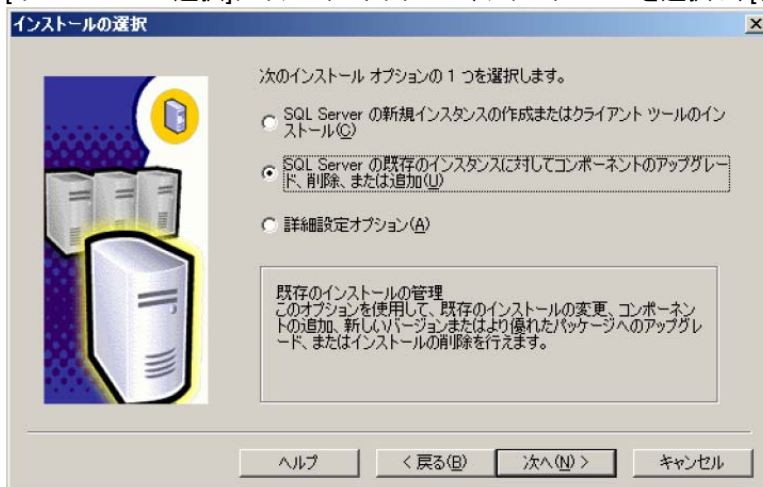 インストールの選択
次のインストール オプションの 1 つを選択します。
SQL Server の新規インスタンスの作成またはクライアント ツールのイン
ストール(C)
SQL Server の既存のインスタンスに対してコンポーネントのアップグレー
ド、削除、または追加(U)
詳細設定オプション(A)
既存のインストールの管理
このオプションを使用して、既存のインストールの変更、コンポーネン
トの追加、新しいバージョンまたはより優れたパッケージへのアップグレ
ード、またはインストールの削除を行えます。
ヘルプ
< 戻る(B)
次へ(N) >
キャンセル